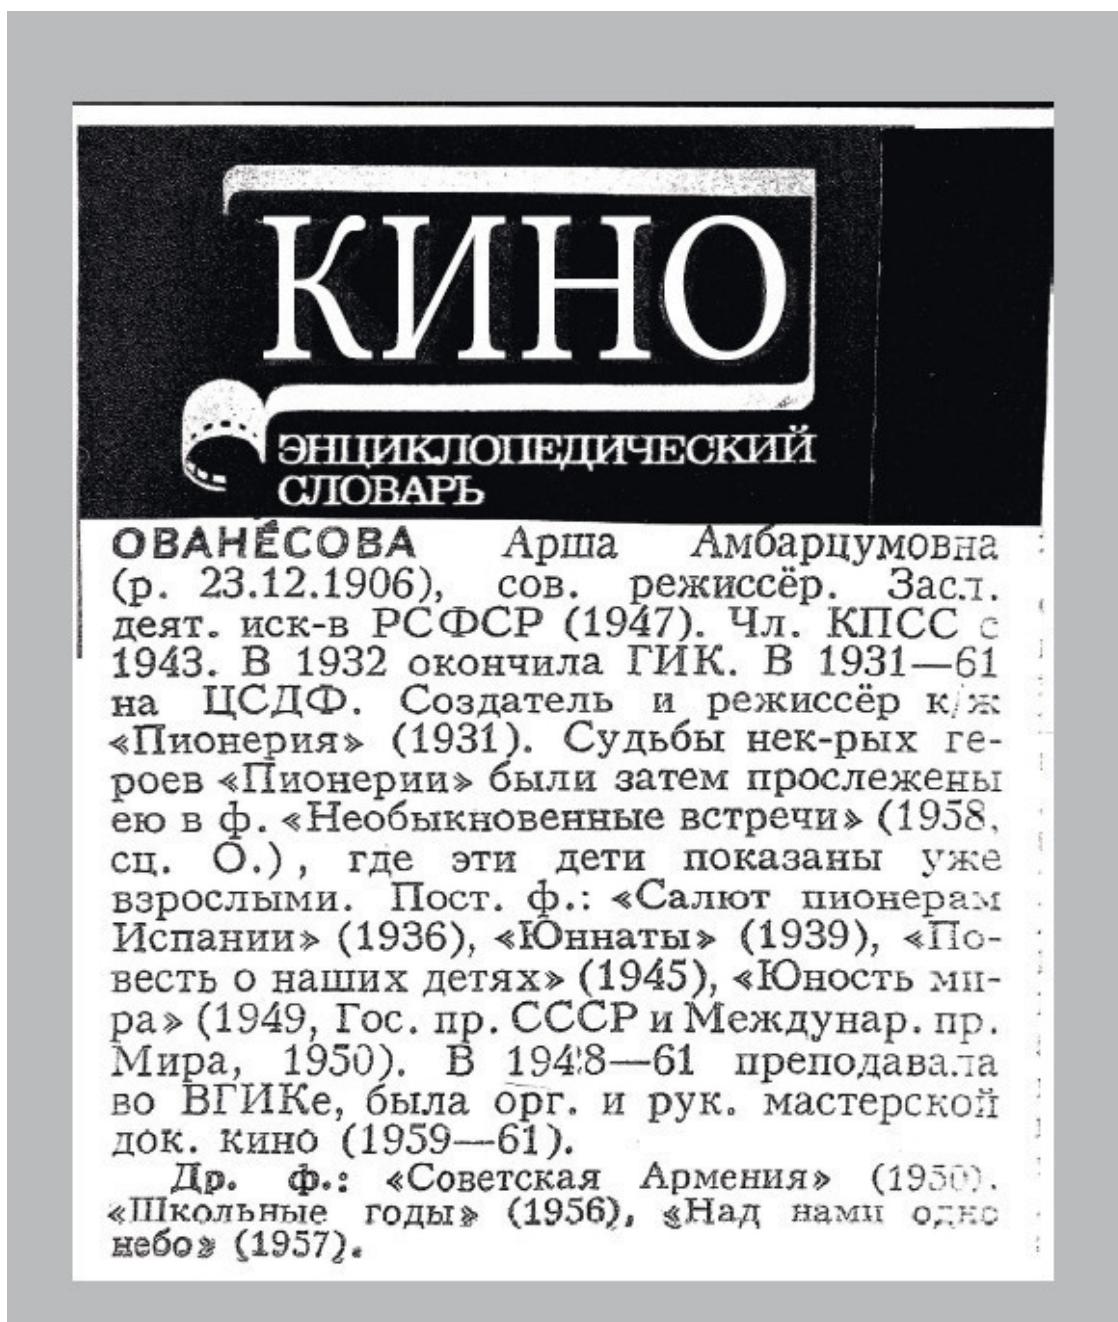 КИНО
ЭНЦИКЛОПЕДИЧЕСКИЙ
СЛОВАРЬ
ОВАНЕ́СОВА Арша Амбарцумовна
(р. 23.12.1906), сов. режиссёр. Засл.
деят. иск-в РСФСР (1947). Чл. КПСС с
1943. В 1932 окончила ГИК. В 1931—61
на ЦСДФ. Создатель и режиссёр к/ж
«Пионерия» (1931). Судьбы нек-рых ге-
роев «Пионерии» были затем прослежены
ею в ф. «Необыкновенные встречи» (1958,
сц. О.), где эти дети показаны уже
взрослыми. Пост. ф.: «Салют пионерам
Испании» (1936), «Юннаты» (1939), «По-
весть о наших детях» (1945), «Юность ми-
ра» (1949, Гос. пр. СССР и Междунар. пр.
Мира, 1950). В 1948—61 преподавала
во ВГИКе, была орг. и рук. мастерской
док. кино (1959—61).
Др. ф.: «Советская Армения» (1950),
«Школьные годы» (1956), «Над нами одно
небо» (1957).